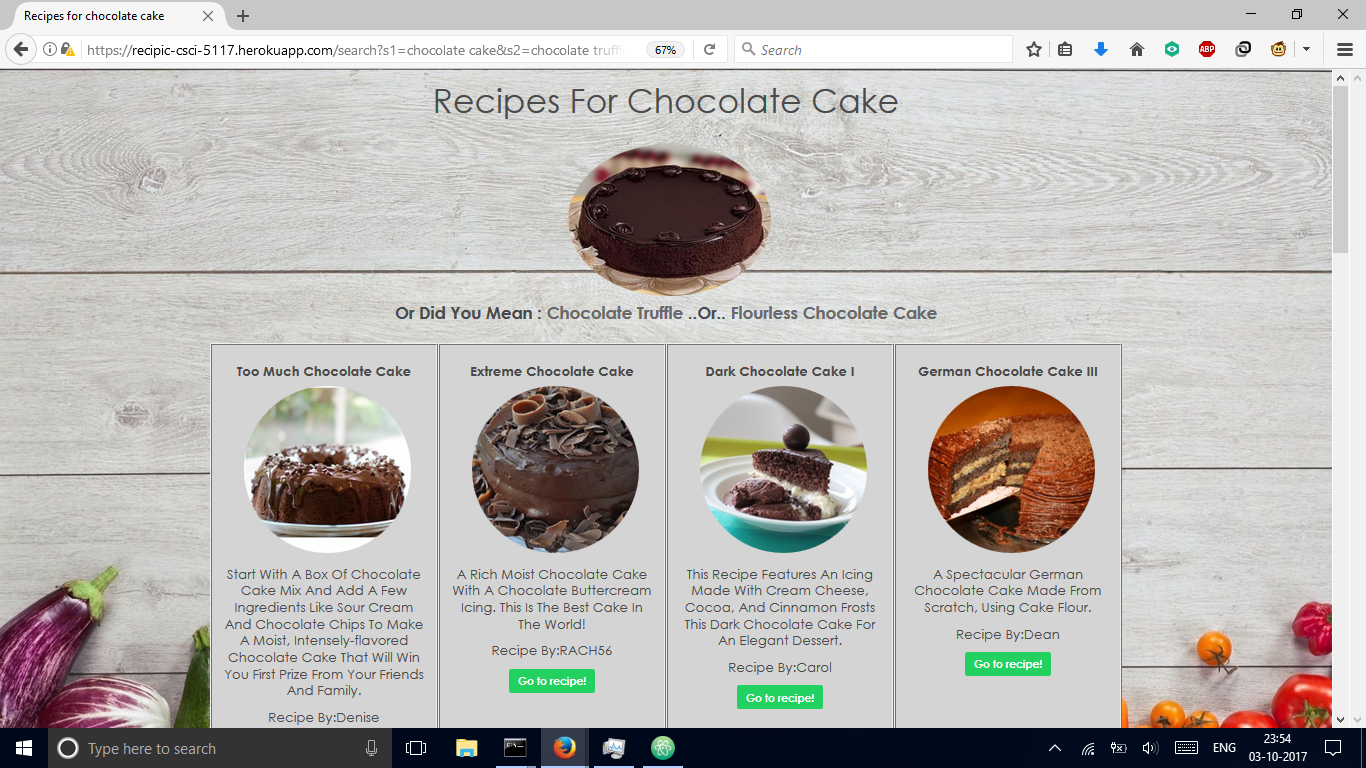 Recipes for chocolate cake
https://recipic-csci-5117.herokuapp.com/search?s1=chocolate cake&s2=chocolate truffl
67%
Search
ABP
Recipes For Chocolate Cake
Or Did You Mean : Chocolate Truffle ..Or.. Flourless Chocolate Cake
Too Much Chocolate Cake
Start With A Box Of Chocolate
Cake Mix And Add A Few
Ingredients Like Sour Cream
And Chocolate Chips To Make
A Moist, Intensely-flavored
Chocolate Cake That Will Win
You First Prize From Your Friends
And Family.
Recipe By:Denise
Extreme Chocolate Cake
A Rich Moist Chocolate Cake
With A Chocolate Buttercream
Icing. This Is The Best Cake In
The World!
Recipe By:RACH56
Go to recipe!
Dark Chocolate Cake I
This Recipe Features An Icing
Made With Cream Cheese,
Cocoa, And Cinnamon Frosts
This Dark Chocolate Cake For
An Elegant Dessert.
Recipe By:Carol
Go to recipe!
German Chocolate Cake III
A Spectacular German
Chocolate Cake Made From
Scratch, Using Cake Flour.
Recipe By:Dean
Go to recipe!
Type here to search
ENG
23:54
03-10-2017